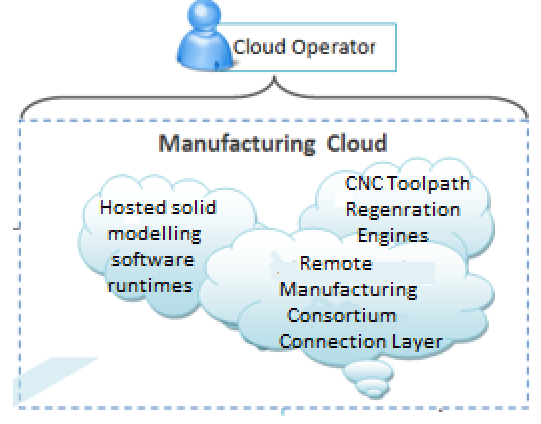 Cloud Operator
Manufacturing Cloud
Hosted solid
modelling
software
runtimes
CNC Toolpath
Regenration
Engines
Remote
Manufacturing
Consortium
Connection Layer